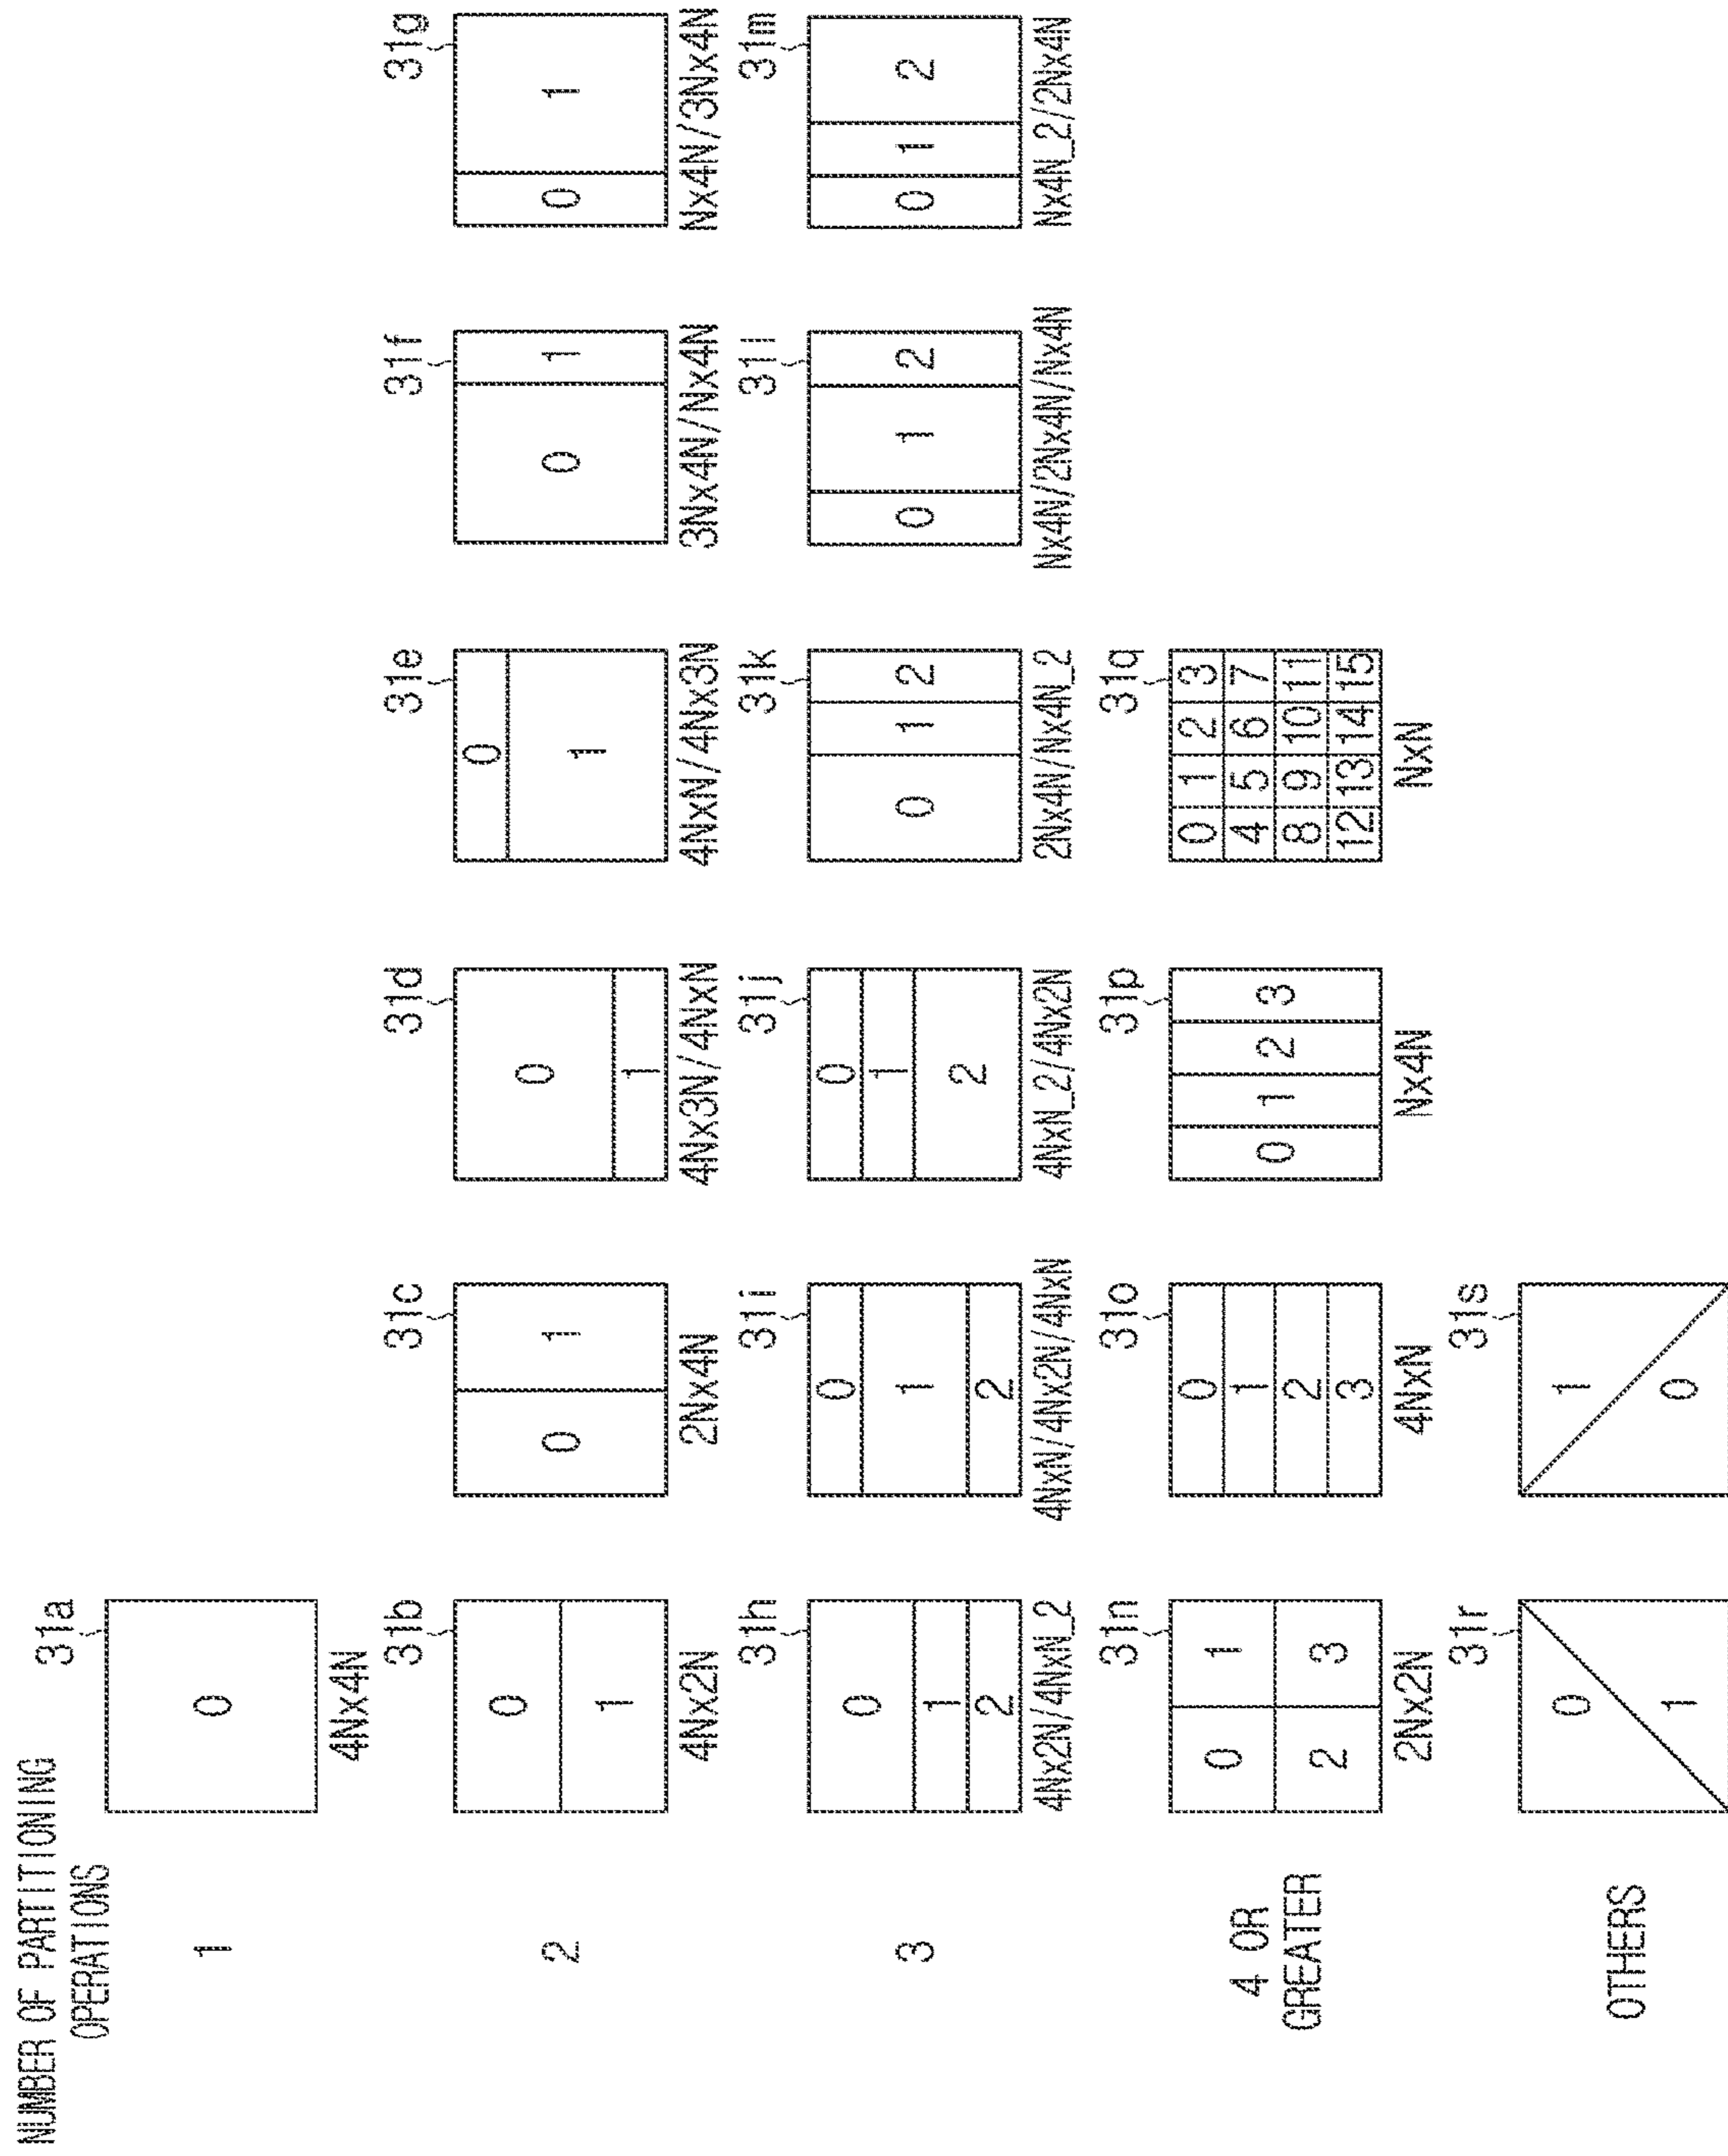 NUMBER OF PARTITIONING
OPERATIONS
31a
1
0
4Nx4N
31b 31c 31d 31e 31f 31g
2
0
1
0 1
0
1
0
1
0 1
0 1
4Nx2N 2Nx4N 4Nx3N/4NxN 4NxN/4Nx3N 3Nx4N/Nx4N Nx4N/3Nx4N
31h 31i 31j 31k 31l 31m
3
0
1
2
0
1
2
0
1
2
0 1 2
0 1 2
0 1 2
4Nx2N/4NxN_2 4NxN/4Nx2N/4NxN 4NxN_2/4Nx2N 2Nx4N/Nx4N_2 Nx4N/2Nx4N/Nx4N Nx4N_2/2Nx4N
31n 31o 31p 31q
4 OR
GREATER
0 1
2 3
0
1
2
3
0 1 2 3
0 1 2 3
4 5 6 7
8 9 10 11
12 13 14 15
2Nx2N 4NxN Nx4N NxN
31r 31s
OTHERS
0
1
1
0